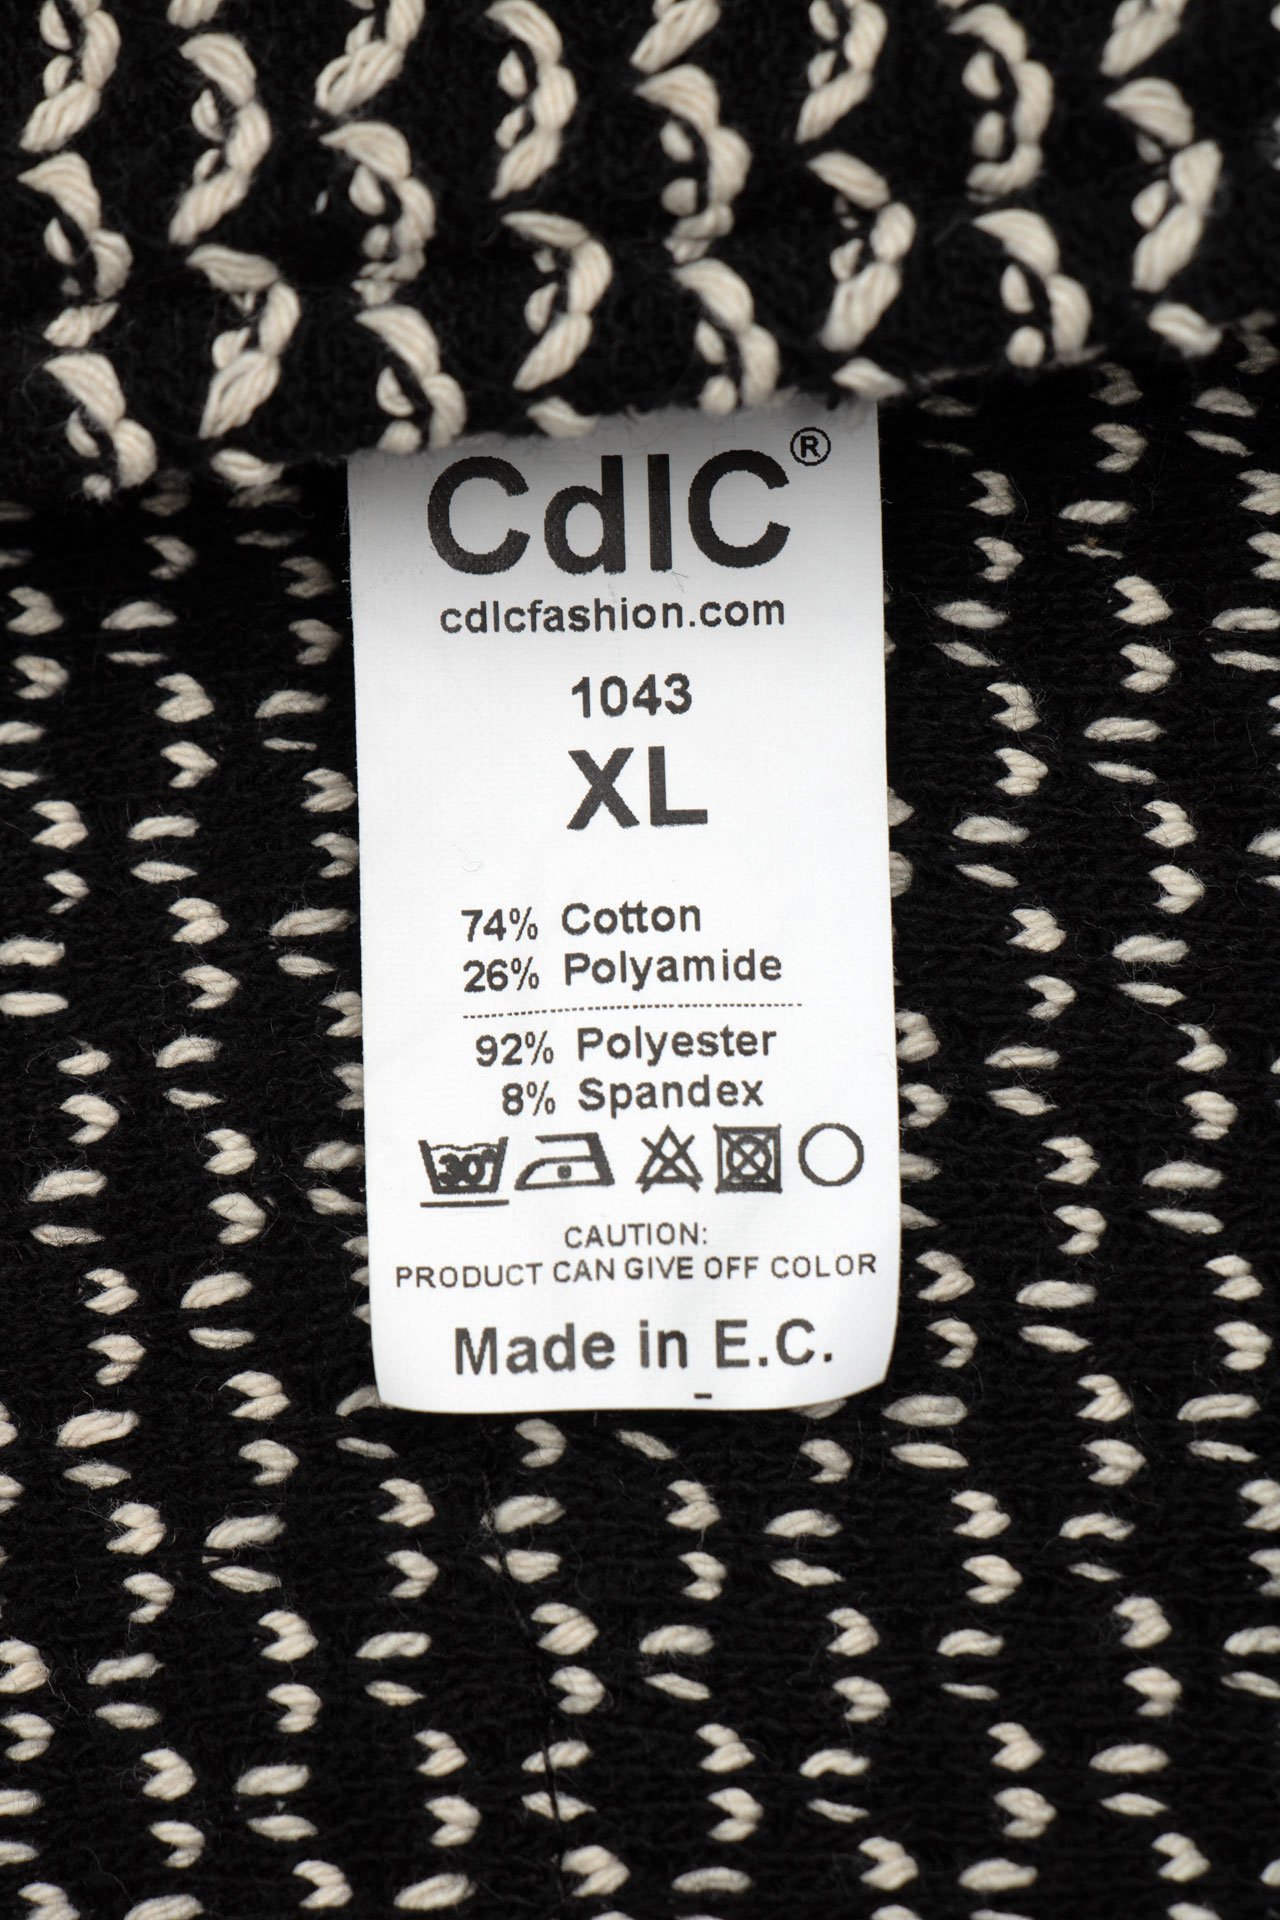 CdlC®
cdlcfashion.com
1043
XL
74% Cotton
26% Polyamide
92% Polyester
8% Spandex
30°
CAUTION:
PRODUCT CAN GIVE OFF COLOR
Made in E.C.